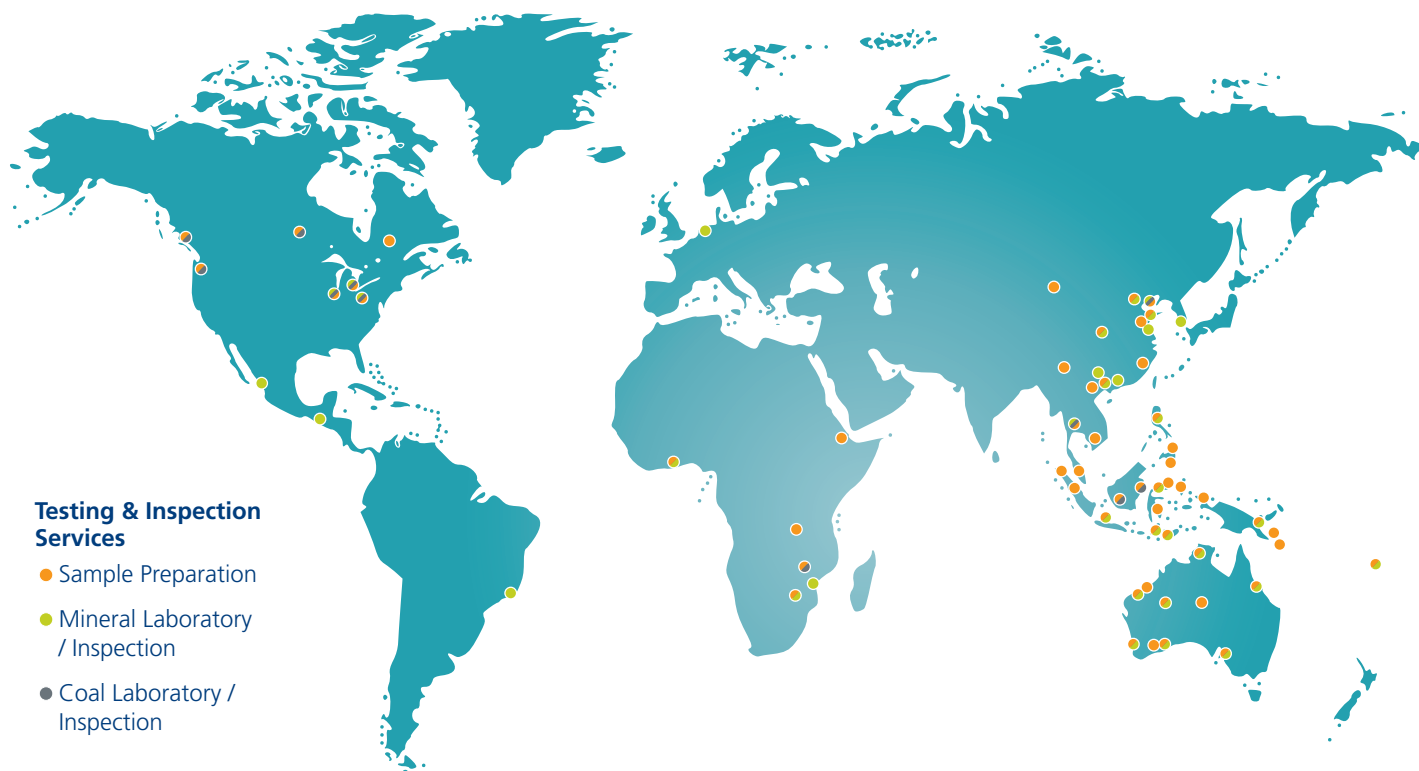 Testing & Inspection
Services
Sample Preparation
Mineral Laboratory
/ Inspection
Coal Laboratory /
Inspection